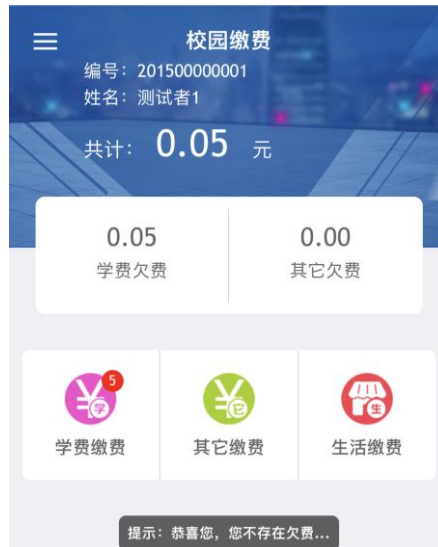 校园缴费
编号：201500000001
姓名：测试者1
共计：0.05 元
0.05 0.00
学费欠费 其它欠费
5
学 它 生
学费缴费 其它缴费 生活缴费
提示：恭喜您，您不存在欠费...